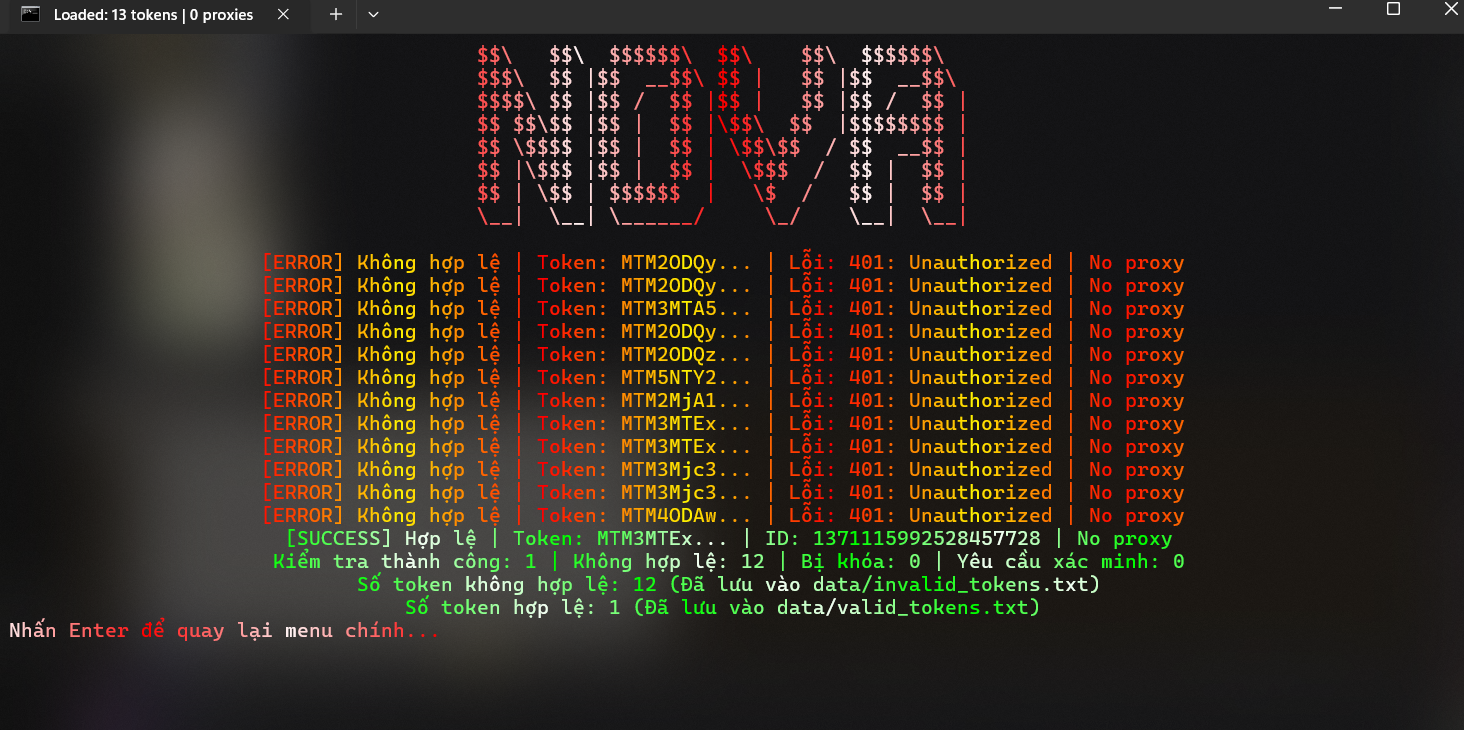 Loaded: 13 tokens | 0 proxies
$$\   $$\  $$$$$$\  $$\    $$\  $$$$$$\
$$$\  $$ |$$  __$$\ $$ |   $$ |$$  __$$\
$$$$\ $$ |$$ /  $$ |$$ |   $$ |$$ /  $$ |
$$ $$\$$ |$$ |  $$ |\$$\  $$  |$$$$$$$$ |
$$ \$$$$ |$$ |  $$ | \$$\$$  / $$  __$$ |
$$ |\$$$ |$$ |  $$ |  \$$$  /  $$ |  $$ |
$$ | \$$ | $$$$$$  |   \$  /   $$ |  $$ |
\__|  \__| \______/     \_/    \__|  \__|
[ERROR] Không hợp lệ | Token: MTM2ODQy... | Lỗi: 401: Unauthorized | No proxy
[ERROR] Không hợp lệ | Token: MTM2ODQy... | Lỗi: 401: Unauthorized | No proxy
[ERROR] Không hợp lệ | Token: MTM3MTA5... | Lỗi: 401: Unauthorized | No proxy
[ERROR] Không hợp lệ | Token: MTM2ODQy... | Lỗi: 401: Unauthorized | No proxy
[ERROR] Không hợp lệ | Token: MTM2ODQz... | Lỗi: 401: Unauthorized | No proxy
[ERROR] Không hợp lệ | Token: MTM5NTY2... | Lỗi: 401: Unauthorized | No proxy
[ERROR] Không hợp lệ | Token: MTM2MjA1... | Lỗi: 401: Unauthorized | No proxy
[ERROR] Không hợp lệ | Token: MTM3MTEx... | Lỗi: 401: Unauthorized | No proxy
[ERROR] Không hợp lệ | Token: MTM3MTEx... | Lỗi: 401: Unauthorized | No proxy
[ERROR] Không hợp lệ | Token: MTM3Mjc3... | Lỗi: 401: Unauthorized | No proxy
[ERROR] Không hợp lệ | Token: MTM3Mjc3... | Lỗi: 401: Unauthorized | No proxy
[ERROR] Không hợp lệ | Token: MTM4ODAw... | Lỗi: 401: Unauthorized | No proxy
[SUCCESS] Hợp lệ | Token: MTM3MTEx... | ID: 1371115992528457728 | No proxy
Kiểm tra thành công: 1 | Không hợp lệ: 12 | Bị khóa: 0 | Yêu cầu xác minh: 0
Số token không hợp lệ: 12 (Đã lưu vào data/invalid_tokens.txt)
Số token hợp lệ: 1 (Đã lưu vào data/valid_tokens.txt)
Nhấn Enter để quay lại menu chính...